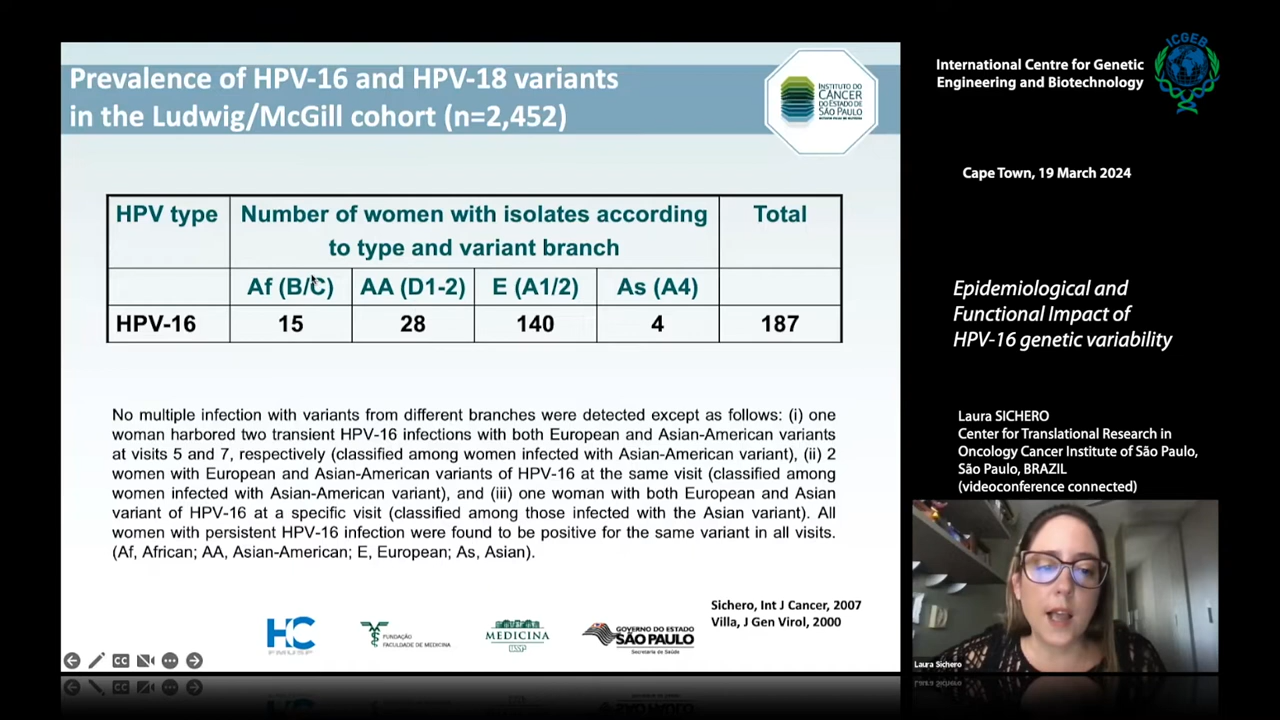 Prevalence of HPV-16 and HPV-18 variants
in the Ludwig/McGill cohort (n=2,452)
INSTITUTO DO
CÂNCER
DO ESTADO DE
SÃO PAULO
HPV type
Number of women with isolates according
to type and variant branch
Total
Af (B/C)
AA (D1-2)
E (A1/2)
As (A4)
HPV-16
15
28
140
4
187
No multiple infection with variants from different branches were detected except as follows: (i) one
woman harbored two transient HPV-16 infections with both European and Asian-American variants
at visits 5 and 7, respectively (classified among women infected with Asian-American variant), (ii) 2
women with European and Asian-American variants of HPV-16 at the same visit (classified among
women infected with Asian-American variant), and (iii) one woman with both European and Asian
variant of HPV-16 at a specific visit (classified among those infected with the Asian variant). All
women with persistent HPV-16 infection were found to be positive for the same variant in all visits.
(Af, African; AA, Asian-American; E, European; As, Asian).
Sichero, Int J Cancer, 2007
Villa, J Gen Virol, 2000
HC
FMUSP
FUNDAÇÃO
FACULDADE DE MEDICINA
MEDICINA
USP
GOVERNO DO ESTADO
SÃO PAULO
Secretaria de Saúde
CC
International Centre for Genetic
Engineering and Biotechnology
ICGEB
Cape Town, 19 March 2024
Epidemiological and
Functional Impact of
HPV-16 genetic variability
Laura SICHERO
Center for Translational Research in
Oncology Cancer Institute of São Paulo,
São Paulo, BRAZIL
(videoconference connected)
Laura Sichero